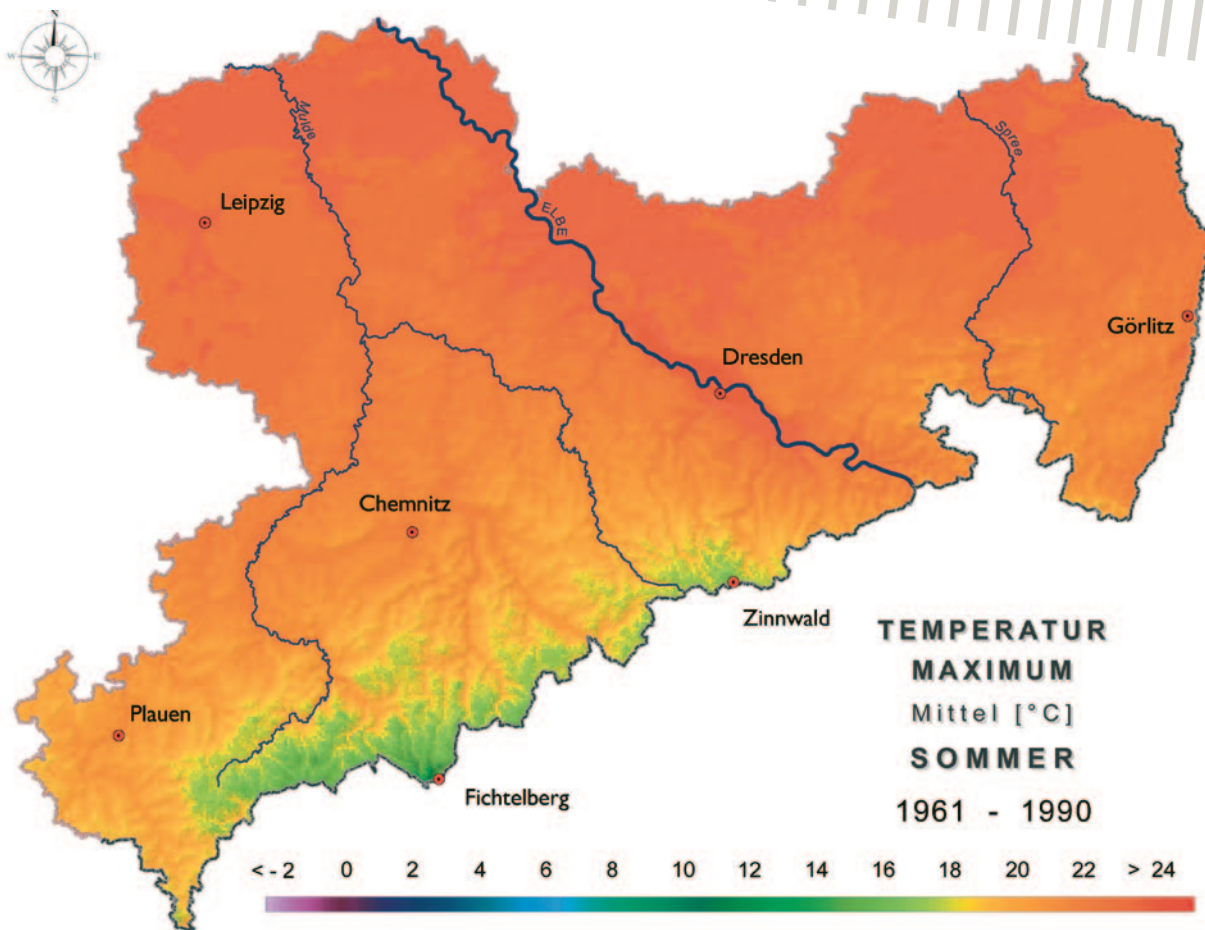 N
W E
S
Mulde
Spree
Leipzig
ELBE
Görlitz
Dresden
Chemnitz
Zinnwald
TEMPERATUR
MAXIMUM
Mittel [°C]
SOMMER
1961 - 1990
Plauen
Fichtelberg
< - 2 0 2 4 6 8 10 12 14 16 18 20 22 > 24